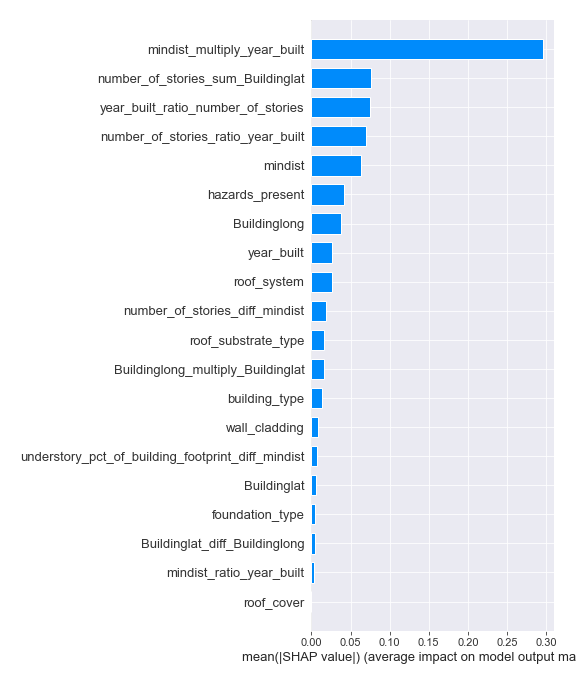 mindist_multiply_year_built
number_of_stories_sum_Buildinglat
year_built_ratio_number_of_stories
number_of_stories_ratio_year_built
mindist
hazards_present
Buildinglong
year_built
roof_system
number_of_stories_diff_mindist
roof_substrate_type
Buildinglong_multiply_Buildinglat
building_type
wall_cladding
understory_pct_of_building_footprint_diff_mindist
Buildinglat
foundation_type
Buildinglat_diff_Buildinglong
mindist_ratio_year_built
roof_cover
0.00 0.05 0.10 0.15 0.20 0.25 0.30
mean(|SHAP value|) (average impact on model output ma